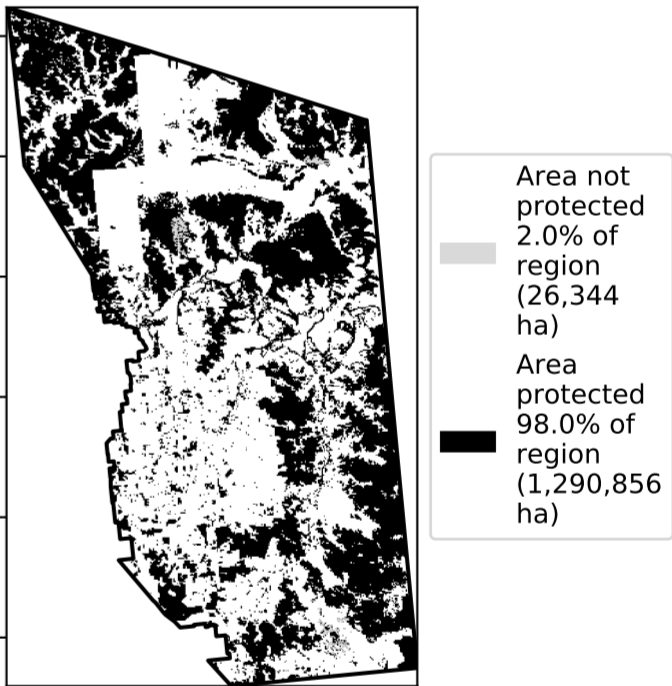 Area not
protected
2.0% of
region
(26,344
ha)
Area
protected
98.0% of
region
(1,290,856
ha)